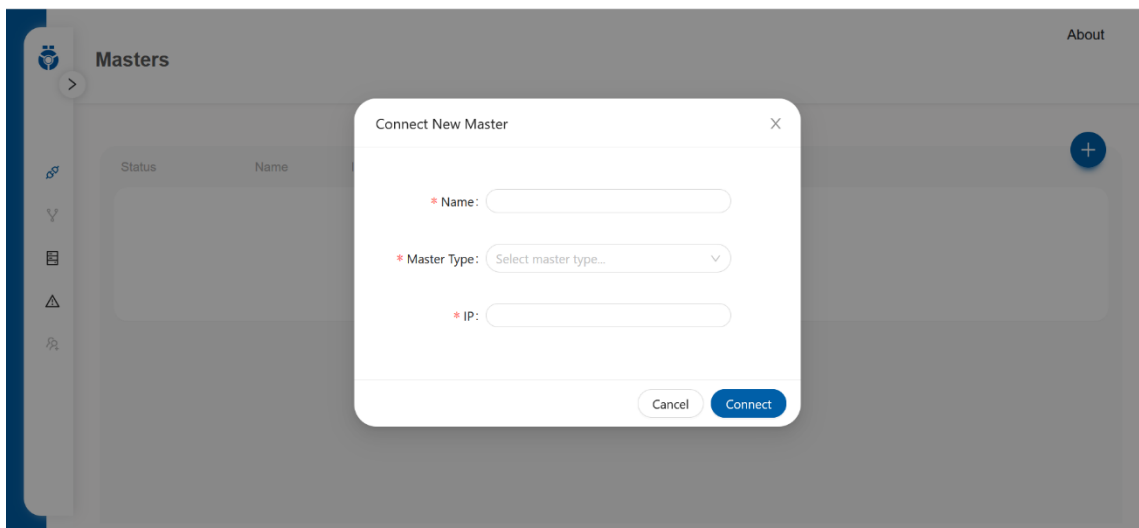 About
Masters
Connect New Master
Status Name
* Name:
* Master Type: Select master type...
* IP:
Cancel Connect